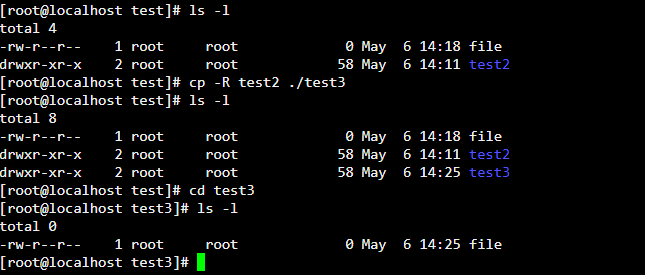 [root@localhost test]# ls -l
total 4
-rw-r--r-- 1 root root 0 May 6 14:18 file
drwxr-xr-x 2 root root 58 May 6 14:11 test2
[root@localhost test]# cp -R test2 ./test3
[root@localhost test]# ls -l
total 8
-rw-r--r-- 1 root root 0 May 6 14:18 file
drwxr-xr-x 2 root root 58 May 6 14:11 test2
drwxr-xr-x 2 root root 58 May 6 14:25 test3
[root@localhost test]# cd test3
[root@localhost test3]# ls -l
total 0
-rw-r--r-- 1 root root 0 May 6 14:25 file
[root@localhost test3]#